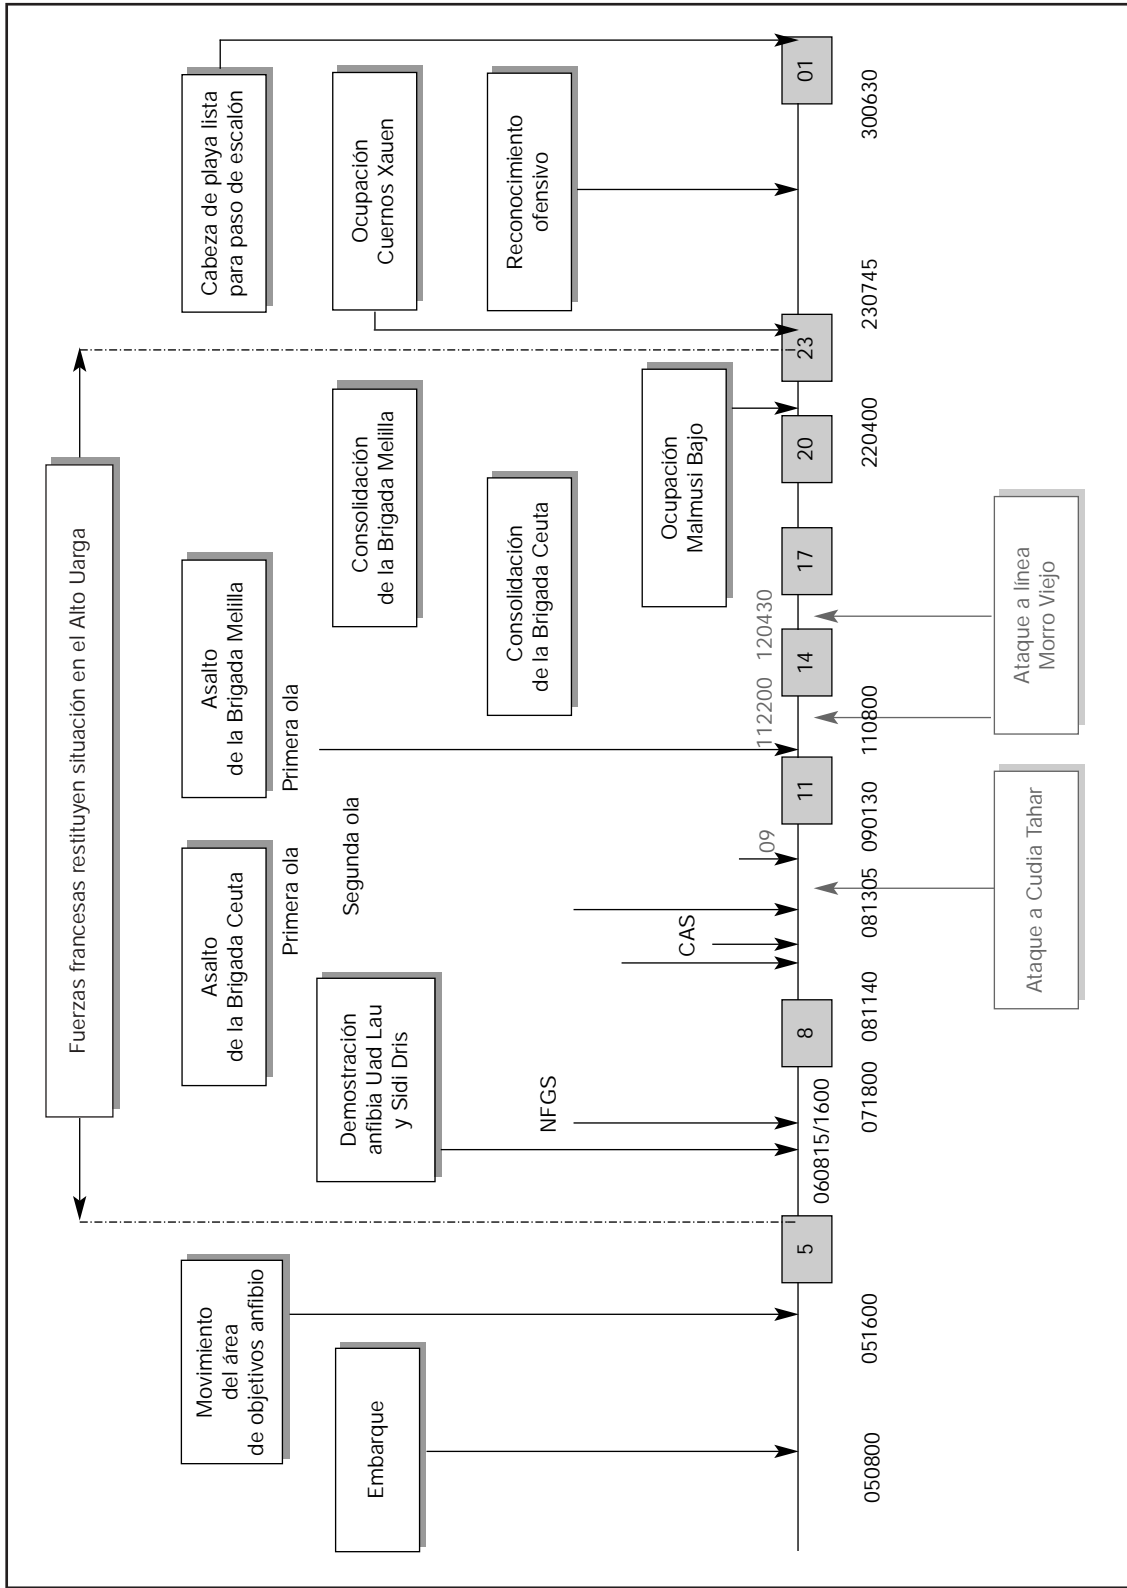 Fuerzas francesas restituyen situación en el Alto Uarga
Movimiento
del área
de objetivos anfibio
Asalto
de la Brigada Ceuta
Asalto
de la Brigada Melilla
Cabeza de playa lista
para paso de escalón
Primera ola
Primera ola
Embarque
Demostración
anfibia Uad Lau
y Sidi Dris
Segunda ola
Consolidación
de la Brigada Melilla
Ocupación
Cuernos Xauen
NFGS
Consolidación
de la Brigada Ceuta
Reconocimiento
ofensivo
CAS
Ocupación
Malmusi Bajo
09
112200
120430
5
8
11
14
17
20
23
01
060815/1600
050800
051600
071800
081140
081305
090130
110800
220400
230745
300630
Ataque a Cudia Tahar
Ataque a línea
Morro Viejo